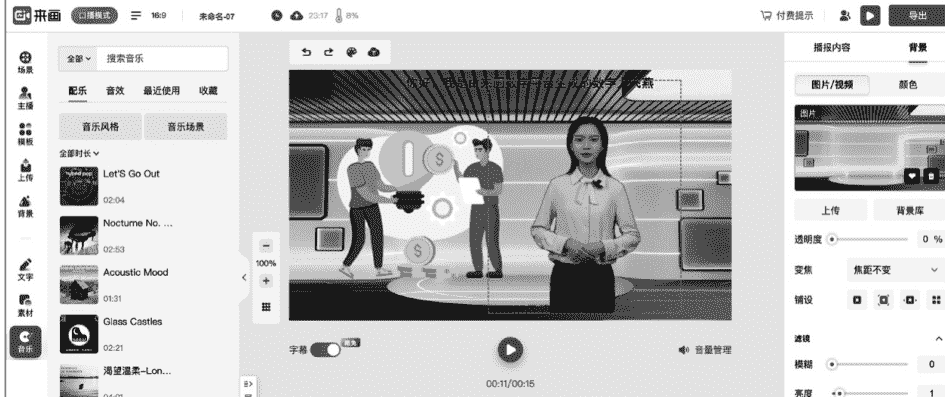 来画
口播模式
16:9
未命名-07
23:17
8%
付费提示
导出
场景
主播
模板
上传
背景
文字
素材
音乐
全部
搜索音乐
配乐
音效
最近使用
收藏
音乐风格
音乐场景
全部时长
Let'S Go Out
02:04
Nocturne No. ...
02:53
Acoustic Mood
01:31
Glass Castles
02:21
渴望温柔-Lon...
100%
字幕
00:11/00:15
音量管理
播报内容
背景
图片/视频
颜色
图片
上传
背景库
透明度
0 %
变焦
焦距不变
铺设
滤镜
模糊
0
亮度
1